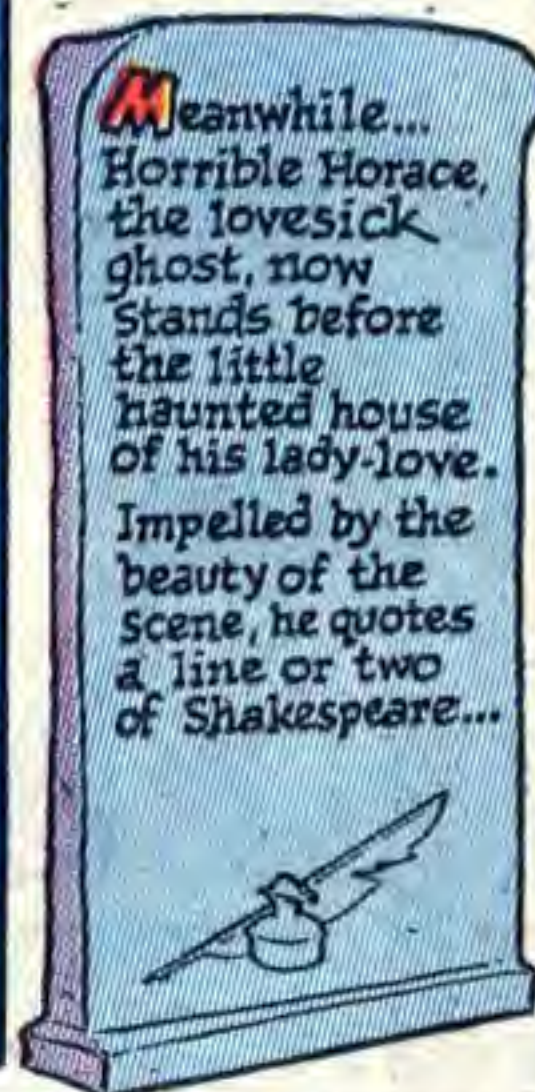 Meanwhile...
Horrible Horace,
the lovesick
ghost, now
stands before
the little
haunted house
of his lady-love.
Impelled by the
beauty of the
scene, he quotes
a line or two
of Shakespeare...